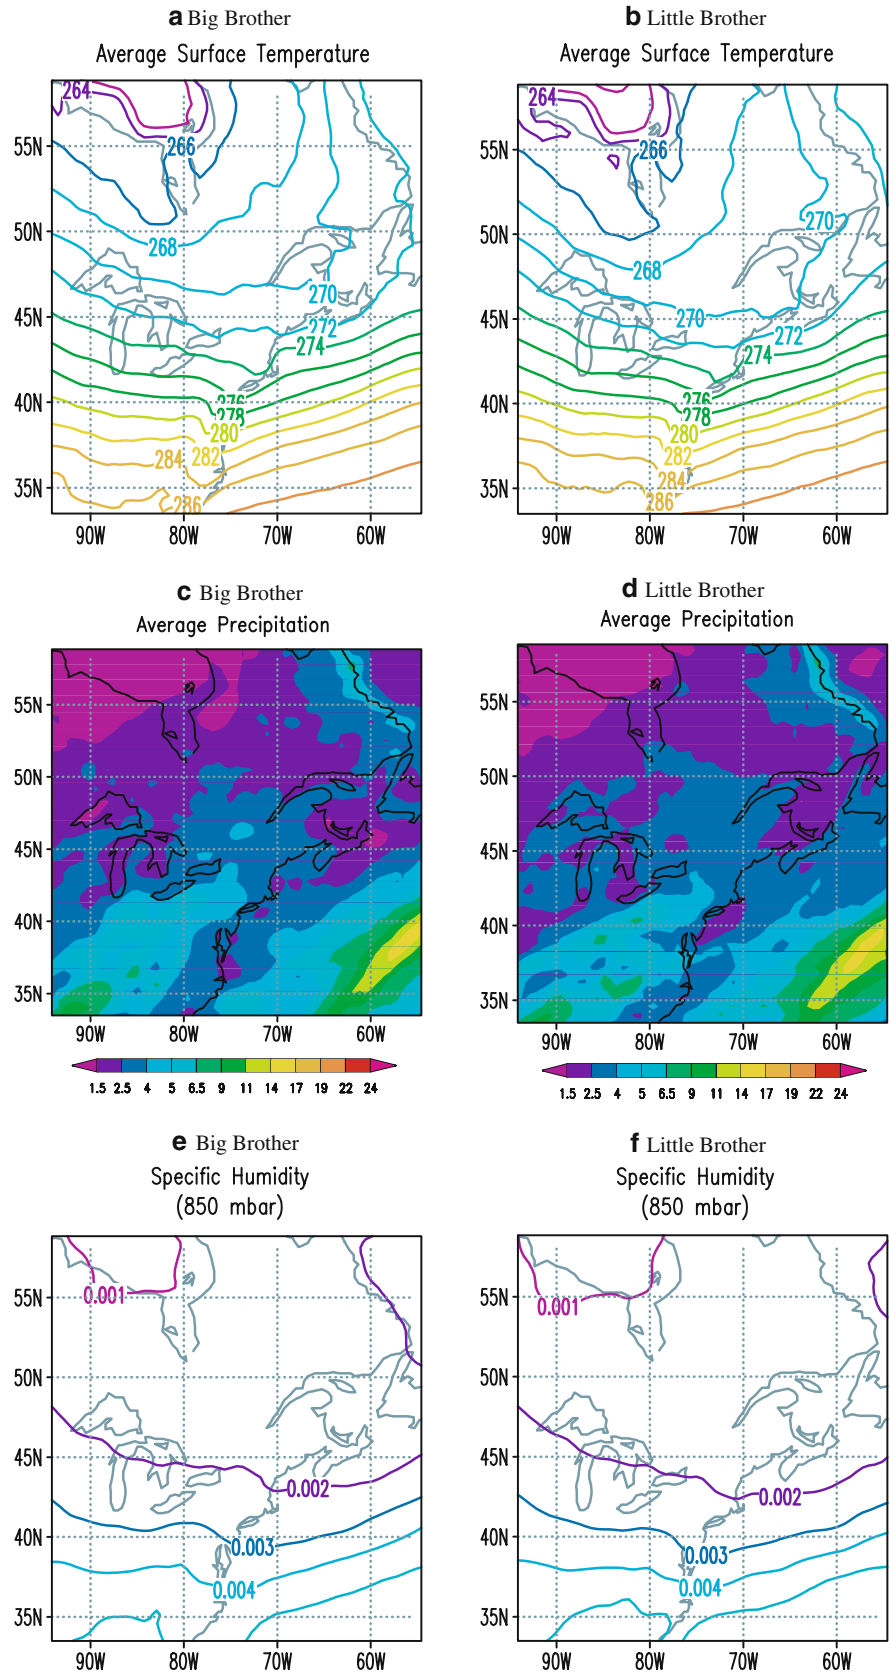 a Big Brother
Average Surface Temperature
264
266
268
270
272
274
276
278
280
282
284
286
55N
50N
45N
40N
35N
90W 80W 70W 60W
b Little Brother
Average Surface Temperature
264
266
270
268
270
272
274
276
278
280
282
284
286
55N
50N
45N
40N
35N
90W 80W 70W 60W
c Big Brother
Average Precipitation
55N
50N
45N
40N
35N
90W 80W 70W 60W
1.5 2.5 4 5 6.5 9 11 14 17 19 22 24
d Little Brother
Average Precipitation
55N
50N
45N
40N
35N
90W 80W 70W 60W
1.5 2.5 4 5 6.5 9 11 14 17 19 22 24
e Big Brother
Specific Humidity
(850 mbar)
0.001
0.002
0.003
0.004
55N
50N
45N
40N
35N
90W 80W 70W 60W
f Little Brother
Specific Humidity
(850 mbar)
0.001
0.002
0.003
0.004
55N
50N
45N
40N
35N
90W 80W 70W 60W